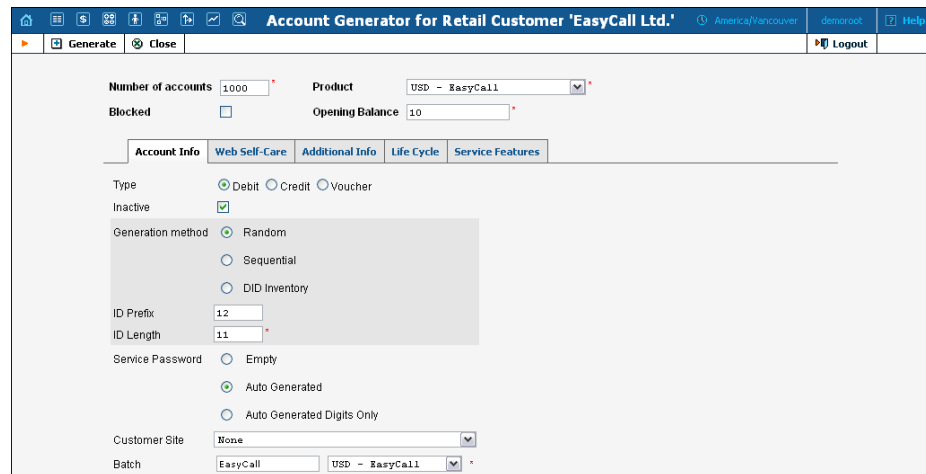 Account Generator for Retail Customer 'EasyCall Ltd.' America/Vancouver demoroot ? Help
Generate Close Logout
Number of accounts 1000 * Product USD - EasyCall *
Blocked Opening Balance 10 *
Account Info Web Self-Care Additional Info Life Cycle Service Features
Type Debit Credit Voucher
Inactive
Generation method Random
Sequential
DID Inventory
ID Prefix 12
ID Length 11 *
Service Password Empty
Auto Generated
Auto Generated Digits Only
Customer Site None
Batch EasyCall USD - EasyCall *